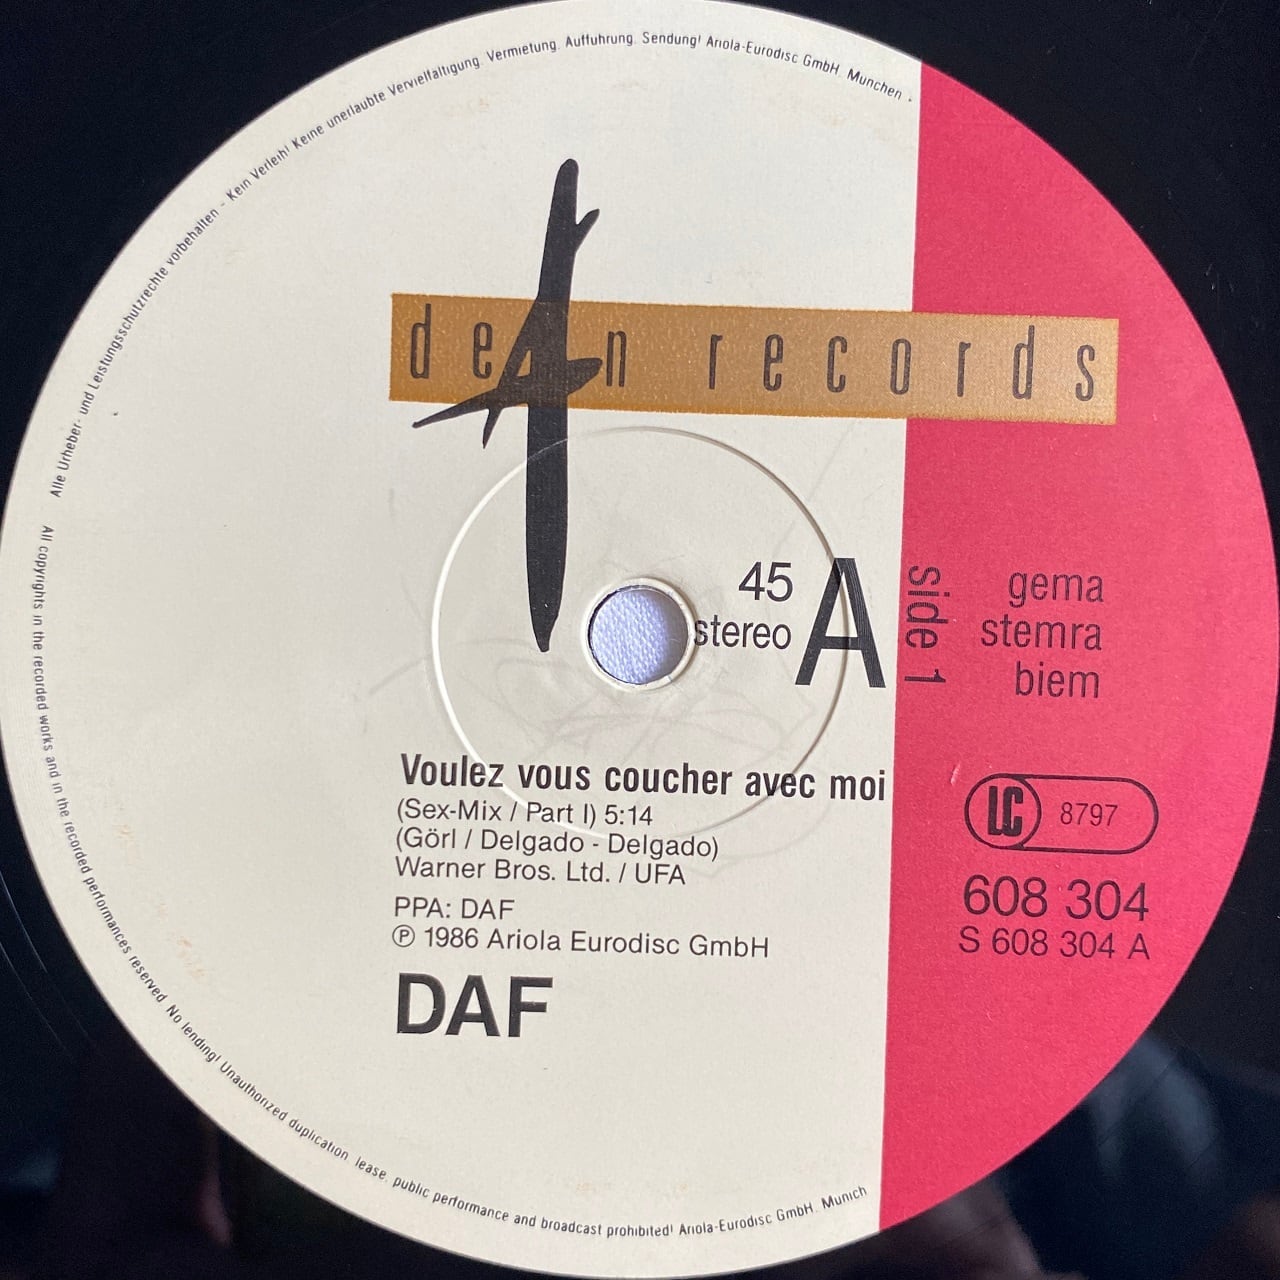 Alle Urheber- und Leistungsschutzrechte vorbehalten - Kein Verleih! Keine unerlaubte Vervielfältigung, Vermietung, Aufführung, Sendung! Ariola-Eurodisc GmbH, München.
dean records
45
stereo
A
side 1
gema
stemra
biem
Voulez vous coucher avec moi
(Sex-Mix / Part I) 5:14
(Görl / Delgado - Delgado)
Warner Bros. Ltd. / UFA
PPA: DAF
℗ 1986 Ariola Eurodisc GmbH
DAF
LC 8797
608 304
S 608 304 A
All copyrights in the recorded works and in the recorded performances reserved. No lending! Unauthorized duplication, lease, public performance and broadcast prohibited! Ariola-Eurodisc GmbH, Munich